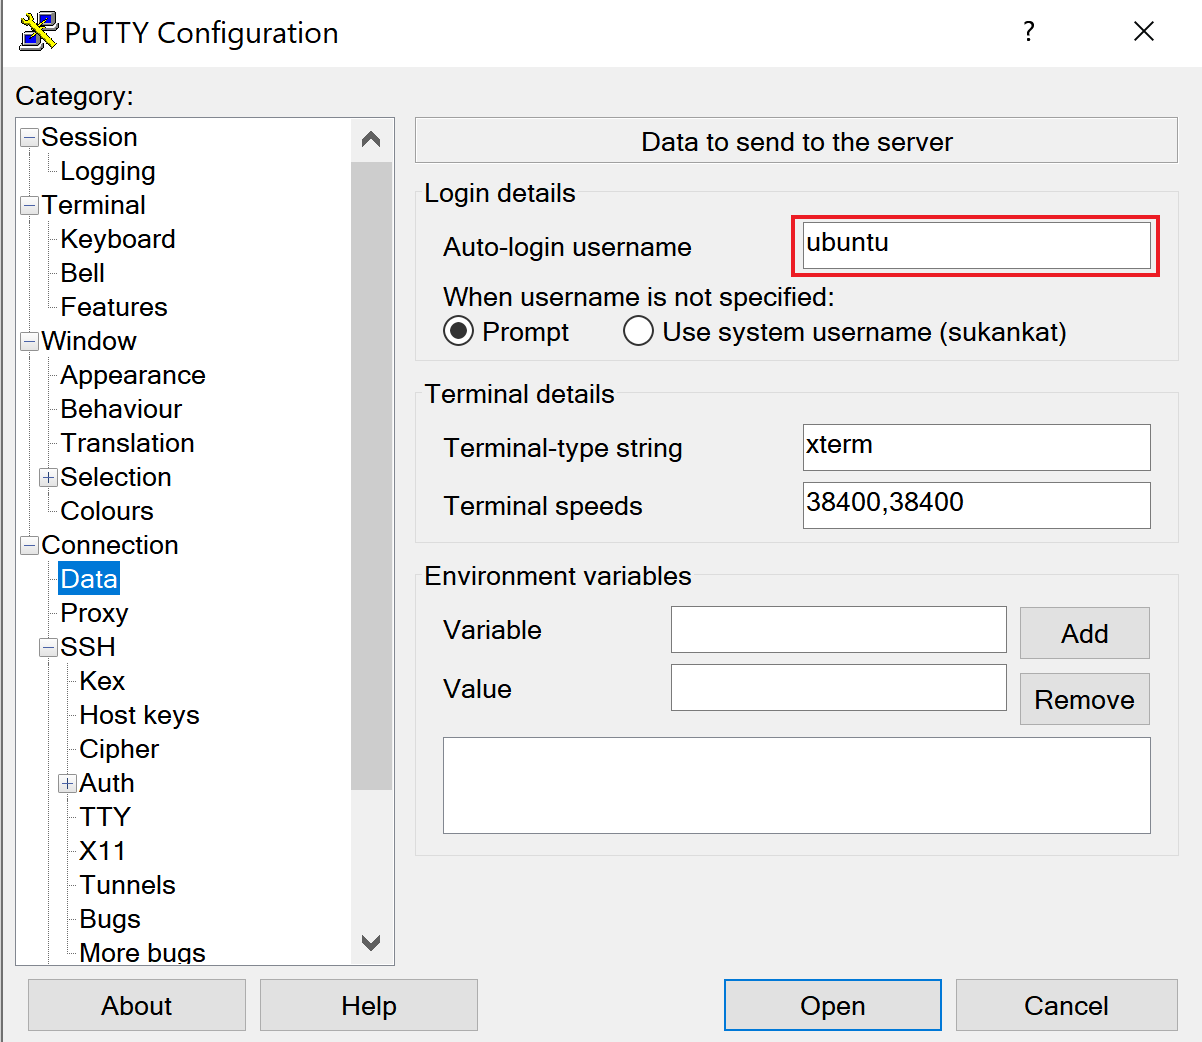 PuTTY Configuration
?
Category:
Session
Logging
Terminal
Keyboard
Bell
Features
Window
Appearance
Behaviour
Translation
Selection
Colours
Connection
Data
Proxy
SSH
Kex
Host keys
Cipher
Auth
TTY
X11
Tunnels
Bugs
More bugs
Data to send to the server
Login details
Auto-login username
ubuntu
When username is not specified:
Prompt
Use system username (sukankat)
Terminal details
Terminal-type string
xterm
Terminal speeds
38400,38400
Environment variables
Variable
Add
Value
Remove
About
Help
Open
Cancel